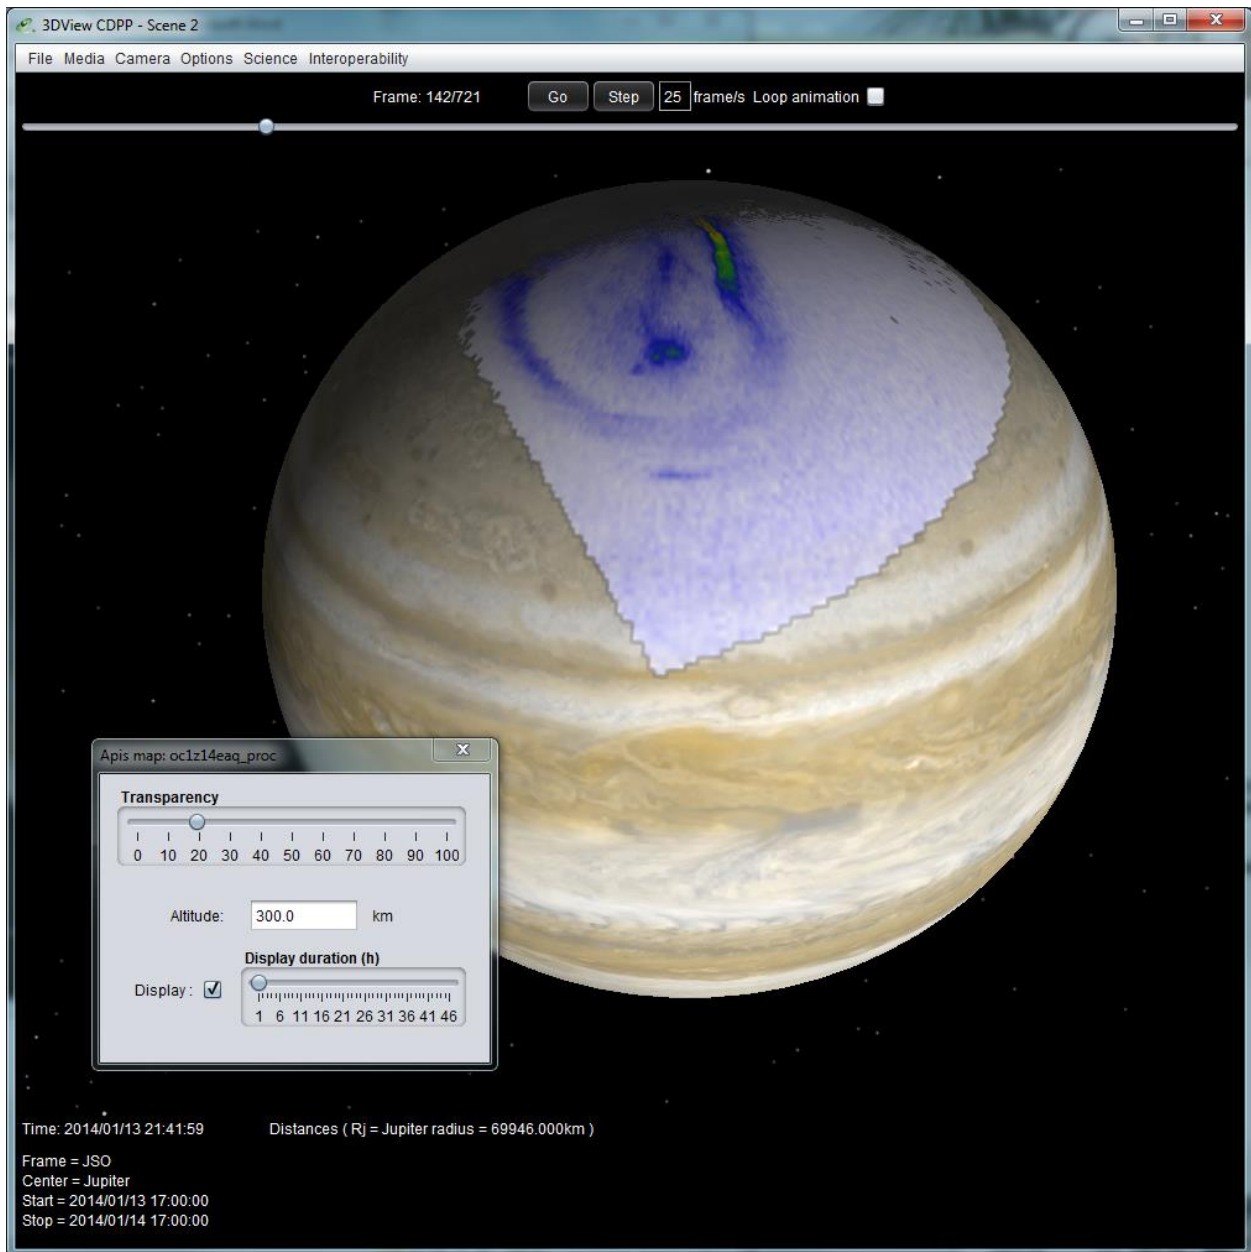 3DView CDPP - Scene 2
File Media Camera Options Science Interoperability
Frame: 142/721 Go Step 25 frame/s Loop animation
Apis map: oc1z14eaq_proc
Transparency
0 10 20 30 40 50 60 70 80 90 100
Altitude: 300.0 km
Display duration (h)
Display :
1 6 11 16 21 26 31 36 41 46
Time: 2014/01/13 21:41:59 Distances ( Rj = Jupiter radius = 69946.000km )
Frame = JSO
Center = Jupiter
Start = 2014/01/13 17:00:00
Stop = 2014/01/14 17:00:00